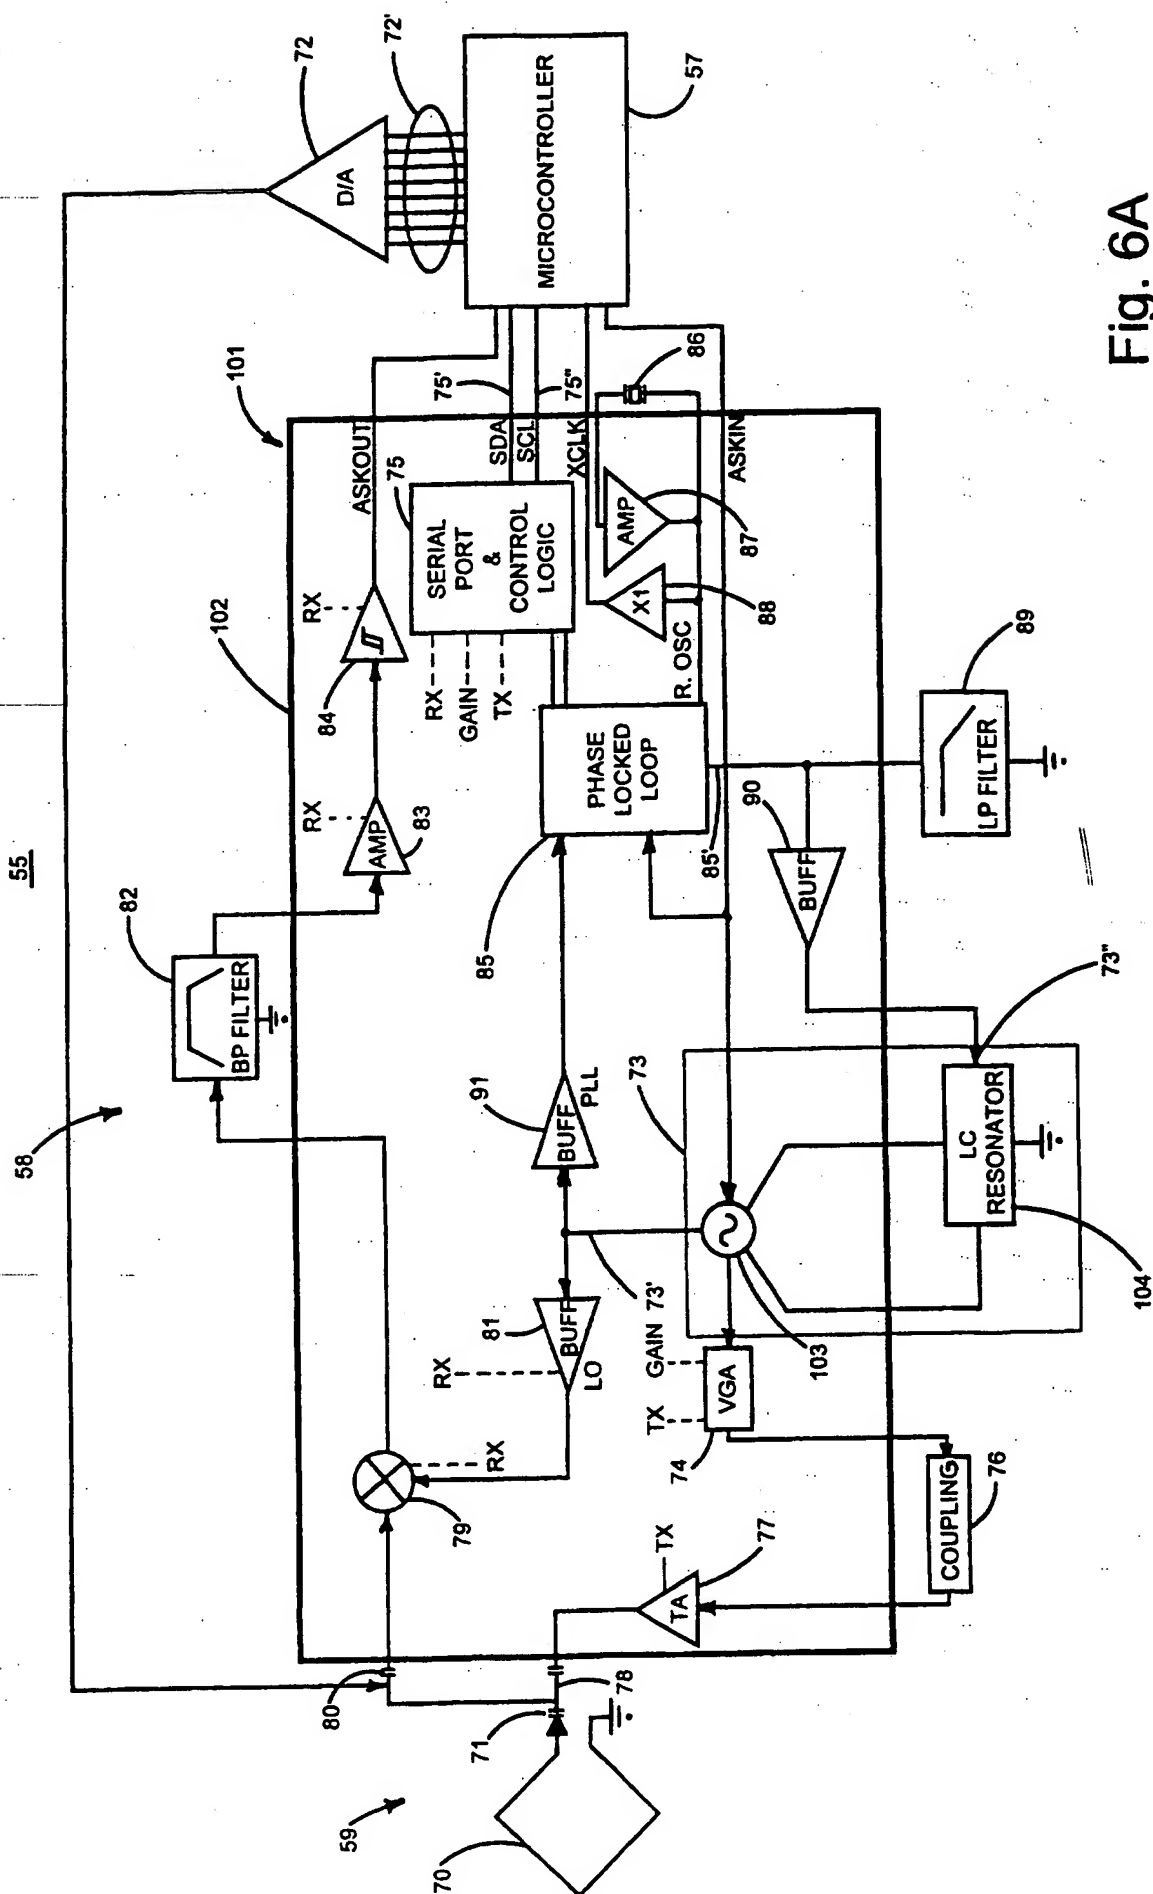 55
58
59
70
71
78
80
72
D/A
72'
MICROCONTROLLER
57
101
102
82
BP FILTER
ASKOUT
75'
SDA
SCL
75"
XCLK
ASKIN
86
75
SERIAL
PORT
&
CONTROL
LOGIC
RX
GAIN
TX
RX
84
RX
AMP
83
AMP
87
X1
88
R. OSC
PHASE
LOCKED
LOOP
85
85'
90
BUFF
89
LP FILTER
91
BUFF
PLL
81
BUFF
LO
RX
RX
79
73'
73
73"
LC
RESONATOR
104
103
GAIN
TX
VGA
74
76
COUPLING
77
TX
TA
Fig. 6A